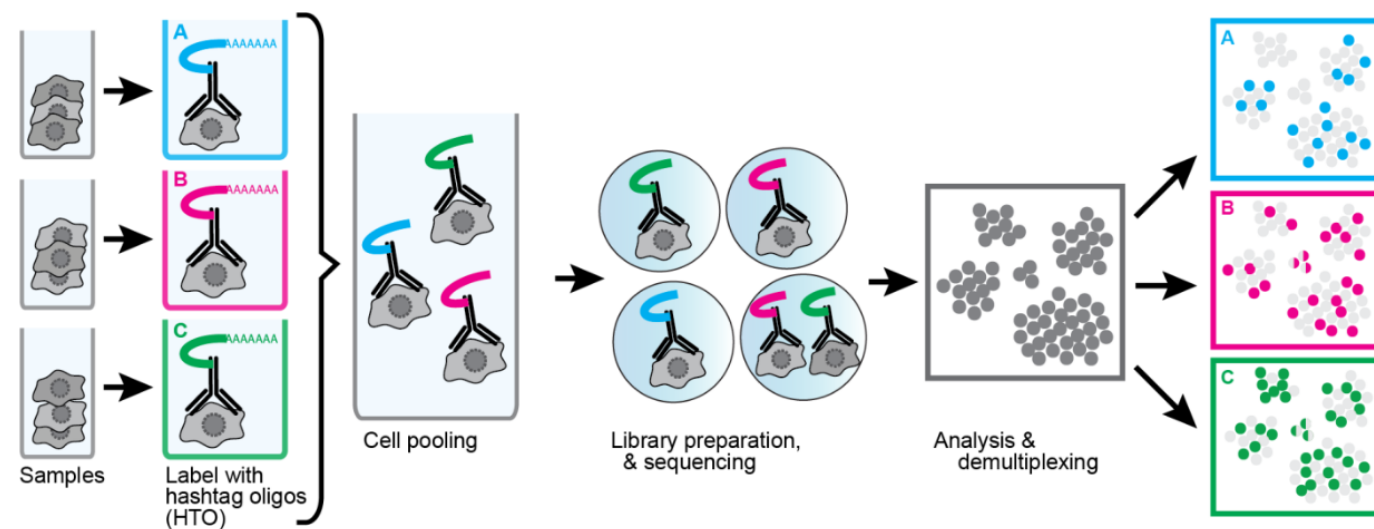 A
AAAAAAA
B
AAAAAAA
C
AAAAAAA
Samples
Label with
hashtag oligos
(HTO)
Cell pooling
Library preparation,
& sequencing
Analysis &
demultiplexing
A
B
C